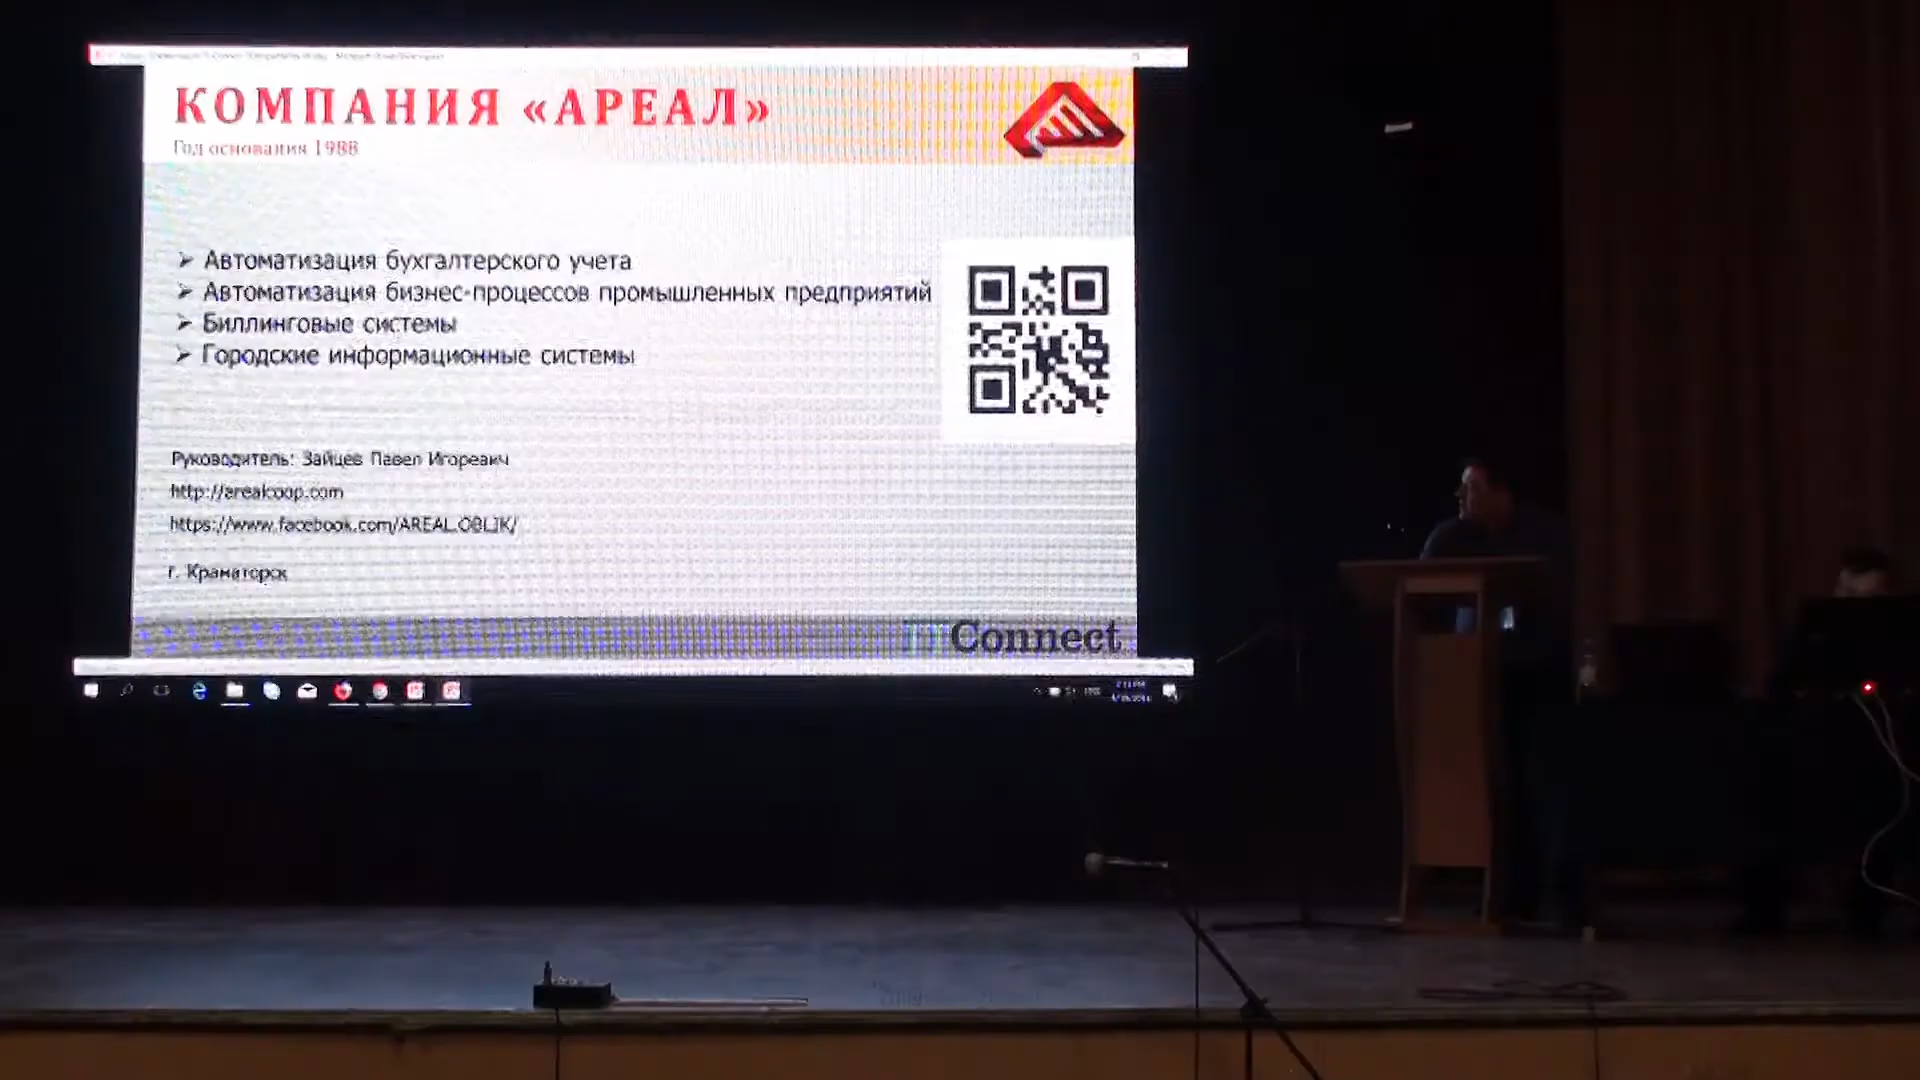 КОМПАНИЯ «АРЕАЛ»
Год основания 1988
➢ Автоматизация бухгалтерского учета
➢ Автоматизация бизнес-процессов промышленных предприятий
➢ Биллинговые системы
➢ Городские информационные системы
Руководитель: Зайцев Павел Игоревич
http://arealcoop.com
https://www.facebook.com/AREAL.OBLIK/
г. Краматорск
IT Connect